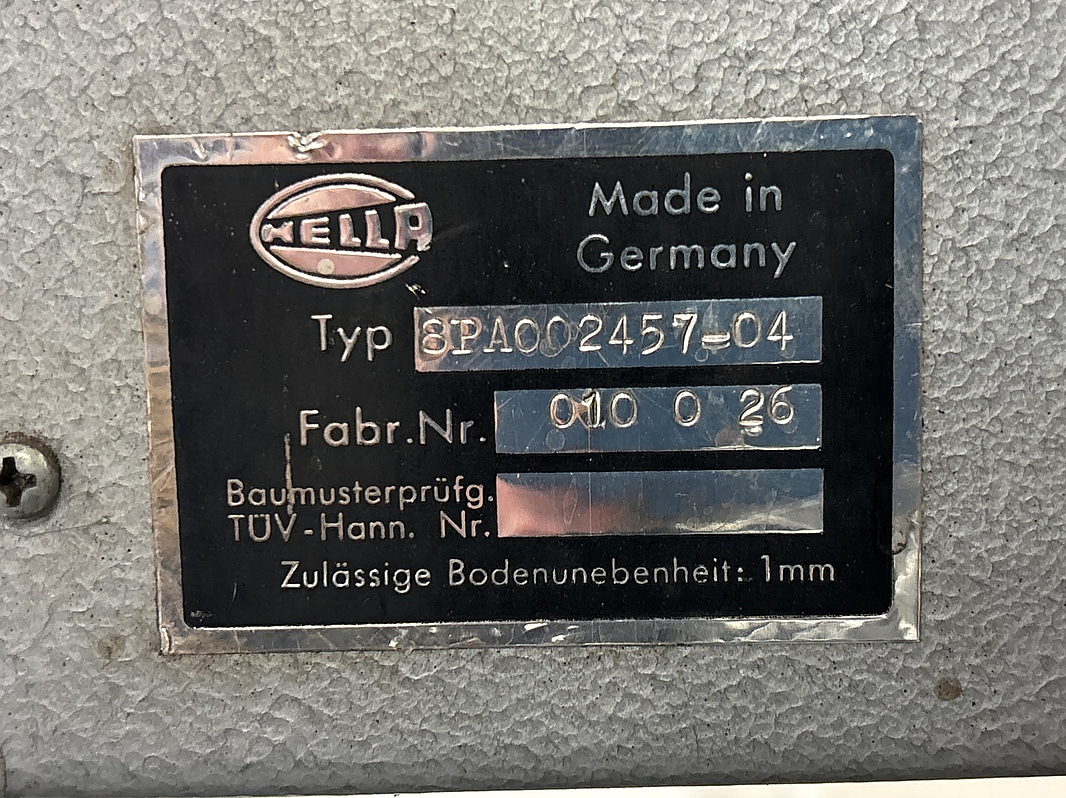 HELLA
Made in
Germany
Typ 8PA002457-04
Fabr.Nr. 010 0 26
Baumusterprüfg.
TÜV-Hann. Nr.
Zulässige Bodenunebenheit: 1mm